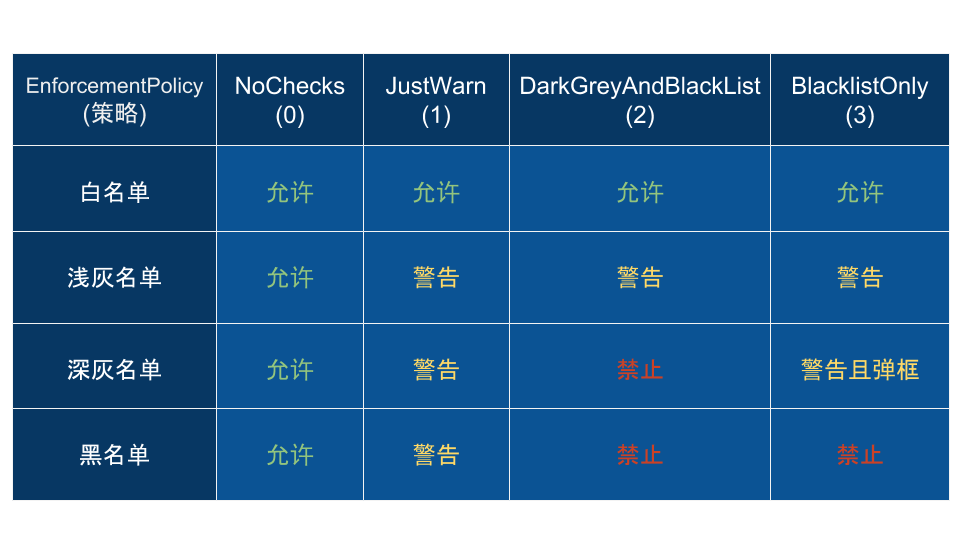 EnforcementPolicy
(策略)
NoChecks
(0)
JustWarn
(1)
DarkGreyAndBlackList
(2)
BlacklistOnly
(3)
白名单
允许
允许
允许
允许
浅灰名单
允许
警告
警告
警告
深灰名单
允许
警告
禁止
警告且弹框
黑名单
允许
警告
禁止
禁止